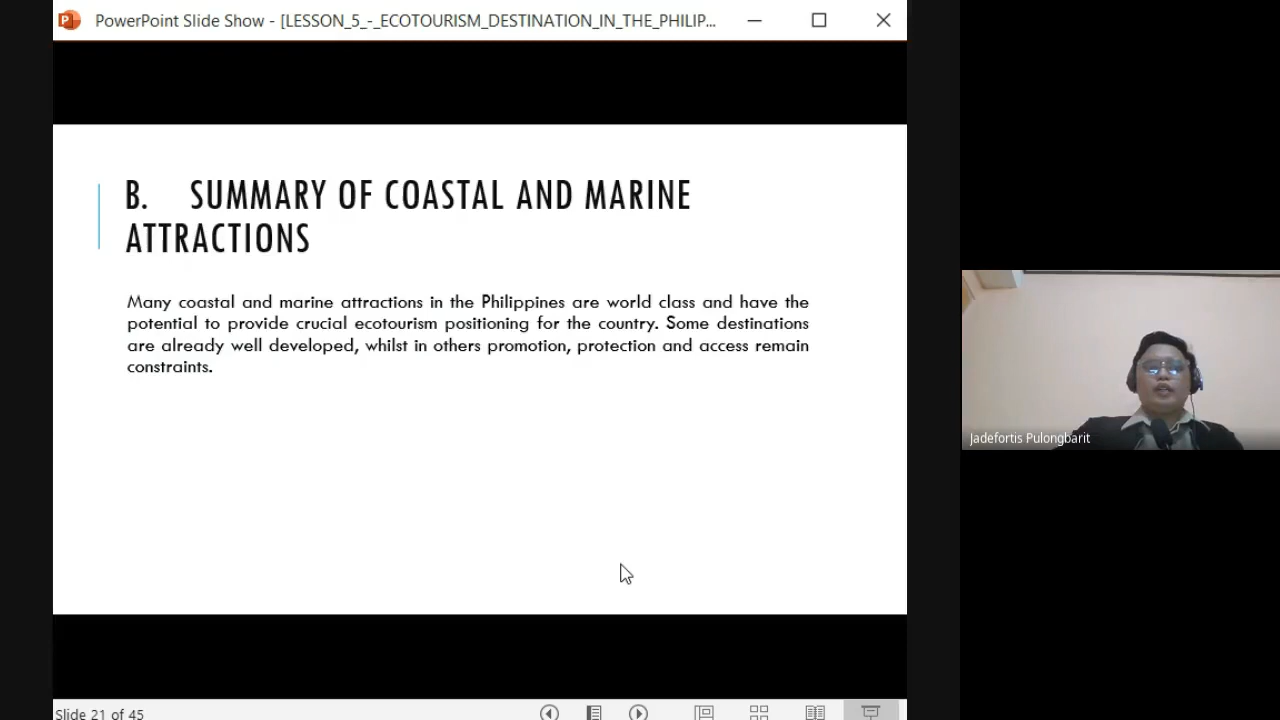 PowerPoint Slide Show - [LESSON_5_-_ECOTOURISM_DESTINATION_IN_THE_PHILIP...
B. SUMMARY OF COASTAL AND MARINE
ATTRACTIONS
Many coastal and marine attractions in the Philippines are world class and have the
potential to provide crucial ecotourism positioning for the country. Some destinations
are already well developed, whilst in others promotion, protection and access remain
constraints.
Jadefortis Pulongbarit
Slide 21 of 45